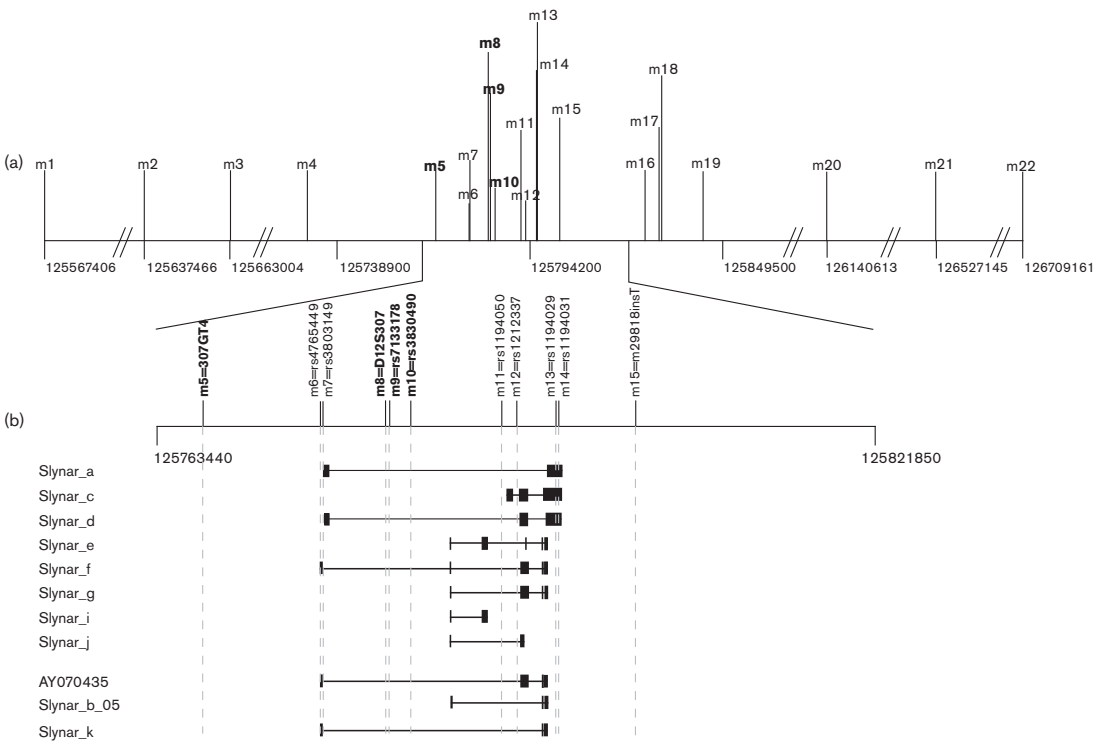 m13
m8
m14
m9
m18
m15
m11
m17
(a)
m1
m2
m3
m4
m5
m7
m16
m19
m20
m21
m22
m10
m6
m12
125567406
125637466
125663004
125738900
125794200
125849500
126140613
126527145
126709161
m5=307GT4
m6=rs4765449
m7=rs3803149
m8=D12S307
m9=rs7133178
m10=rs3830490
m11=rs1194050
m12=rs1212337
m13=rs1194029
m14=rs1194031
m15=m29818insT
(b)
125763440
125821850
Slynar_a
Slynar_c
Slynar_d
Slynar_e
Slynar_f
Slynar_g
Slynar_i
Slynar_j
AY070435
Slynar_b_05
Slynar_k